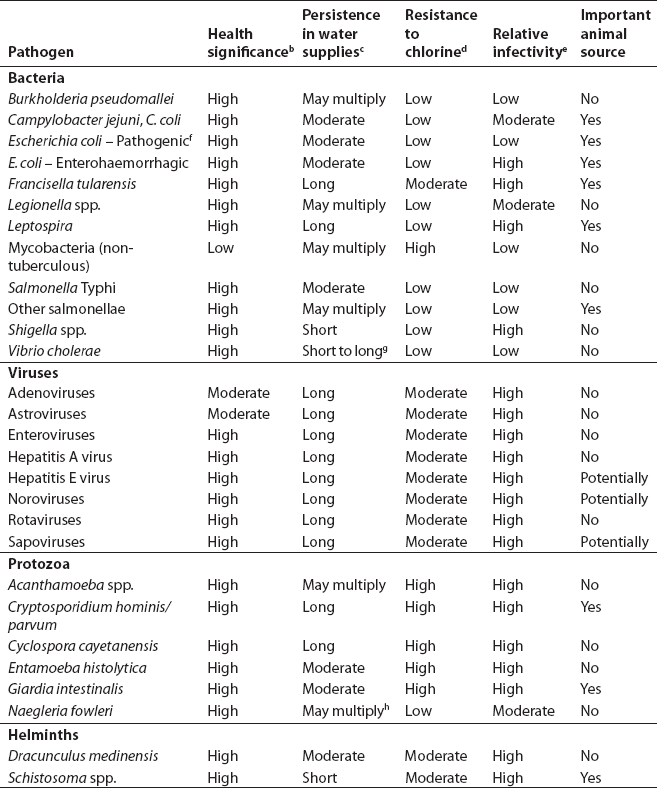 Pathogen Health significanceᵇ Persistence in water suppliesᶜ Resistance to chlorineᵈ Relative infectivityᵉ Important animal source
Bacteria
Burkholderia pseudomallei High May multiply Low Low No
Campylobacter jejuni, C. coli High Moderate Low Moderate Yes
Escherichia coli – Pathogenicᶠ High Moderate Low Low Yes
E. coli – Enterohaemorrhagic High Moderate Low High Yes
Francisella tularensis High Long Moderate High Yes
Legionella spp. High May multiply Low Moderate No
Leptospira High Long Low High Yes
Mycobacteria (non- Low May multiply High Low No
tuberculous)
Salmonella Typhi High Moderate Low Low No
Other salmonellae High May multiply Low Low Yes
Shigella spp. High Short Low High No
Vibrio cholerae High Short to longᵍ Low Low No
Viruses
Adenoviruses Moderate Long Moderate High No
Astroviruses Moderate Long Moderate High No
Enteroviruses High Long Moderate High No
Hepatitis A virus High Long Moderate High No
Hepatitis E virus High Long Moderate High Potentially
Noroviruses High Long Moderate High Potentially
Rotaviruses High Long Moderate High No
Sapoviruses High Long Moderate High Potentially
Protozoa
Acanthamoeba spp. High May multiply High High No
Cryptosporidium hominis/ High Long High High Yes
parvum
Cyclospora cayetanensis High Long High High No
Entamoeba histolytica High Moderate High High No
Giardia intestinalis High Moderate High High Yes
Naegleria fowleri High May multiplyʰ Low Moderate No
Helminths
Dracunculus medinensis High Moderate Moderate High No
Schistosoma spp. High Short Moderate High Yes